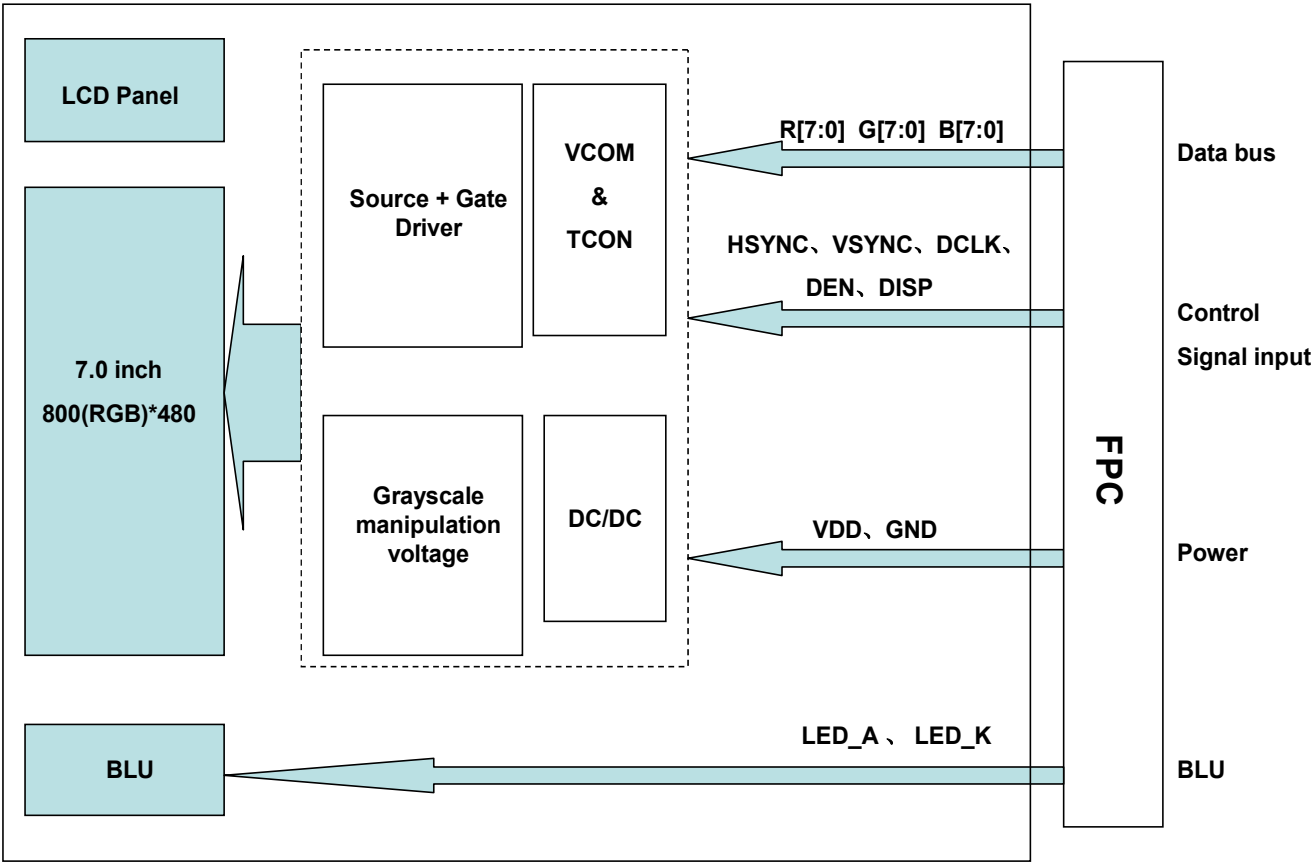 LCD Panel
7.0 inch
800(RGB)*480
BLU
Source + Gate
Driver
VCOM
&
TCON
Grayscale
manipulation
voltage
DC/DC
R[7:0] G[7:0] B[7:0]
HSYNC、VSYNC、DCLK、
DEN、DISP
VDD、GND
LED_A 、 LED_K
FPC
Data bus
Control
Signal input
Power
BLU